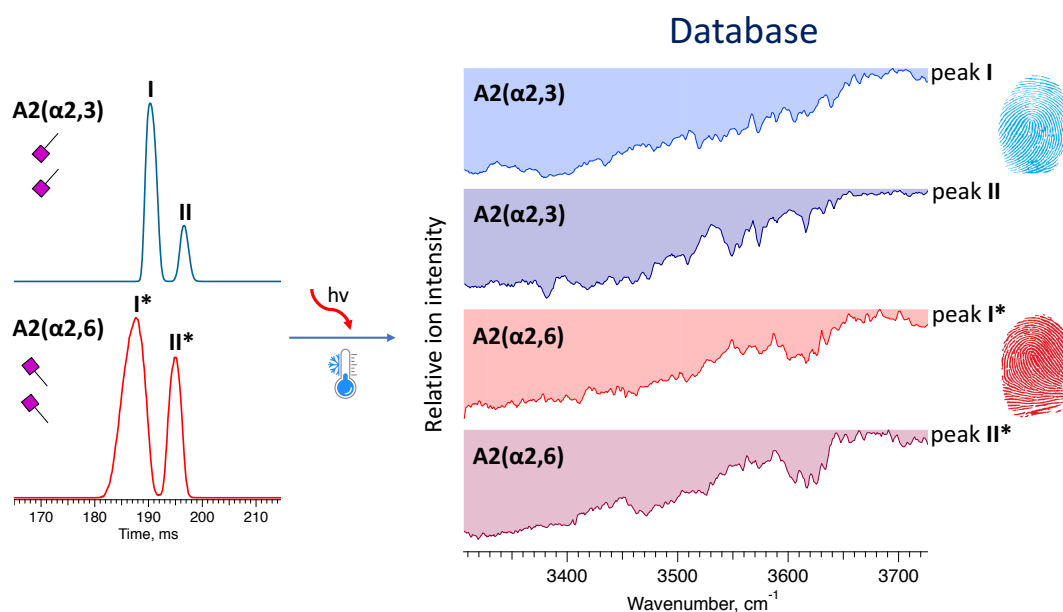 Database
A2(α2,3)
I
II
A2(α2,6)
I*
II*
170 180 190 200 210
Time, ms
hν
Relative ion intensity
A2(α2,3)
peak I
A2(α2,3)
peak II
A2(α2,6)
peak I*
A2(α2,6)
peak II*
3400 3500 3600 3700
Wavenumber, cm⁻¹